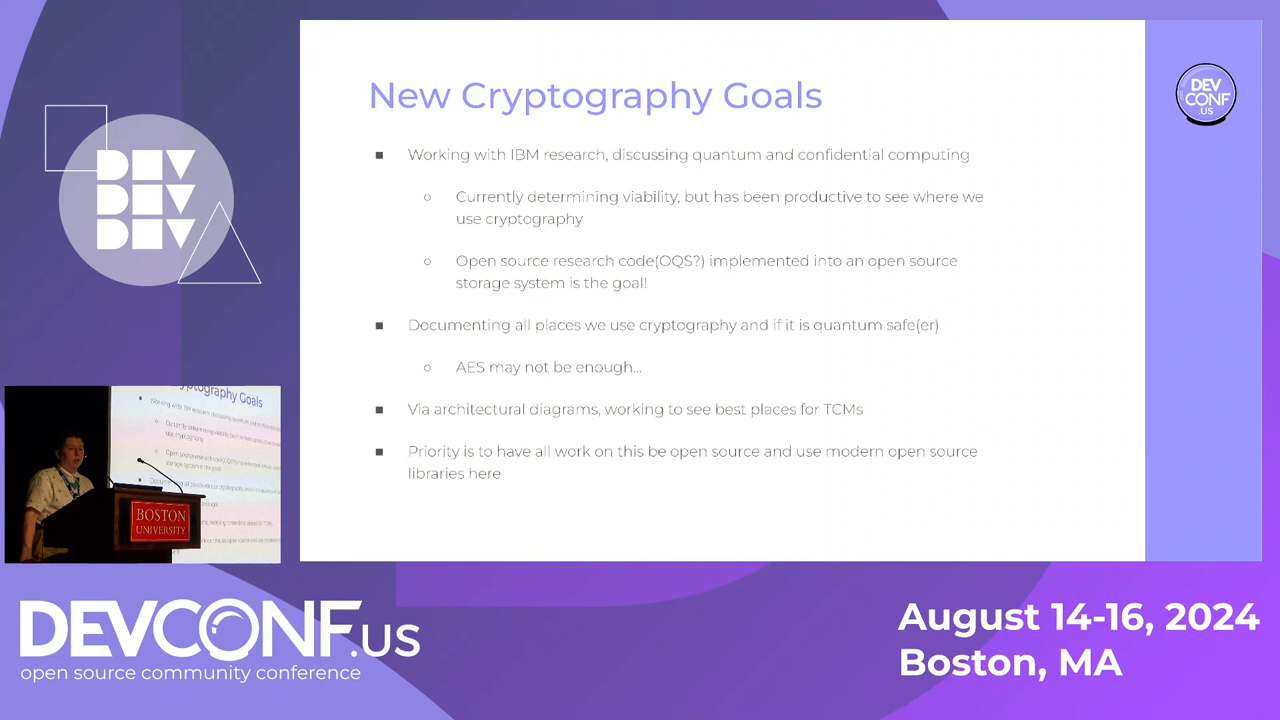 New Cryptography Goals
DEV
CONF
.US
■ Working with IBM research, discussing quantum and confidential computing
○ Currently determining viability, but has been productive to see where we
use cryptography
○ Open source research code(OQS?) implemented into an open source
storage system is the goal!
■ Documenting all places we use cryptography and if it is quantum safe(er)
○ AES may not be enough...
■ Via architectural diagrams, working to see best places for TCMs
■ Priority is to have all work on this be open source and use modern open source
libraries here
DEV
DEV
DEV
ptography Goals
BOSTON
UNIVERSITY
DEVCONF.US
open source community conference
August 14-16, 2024
Boston, MA